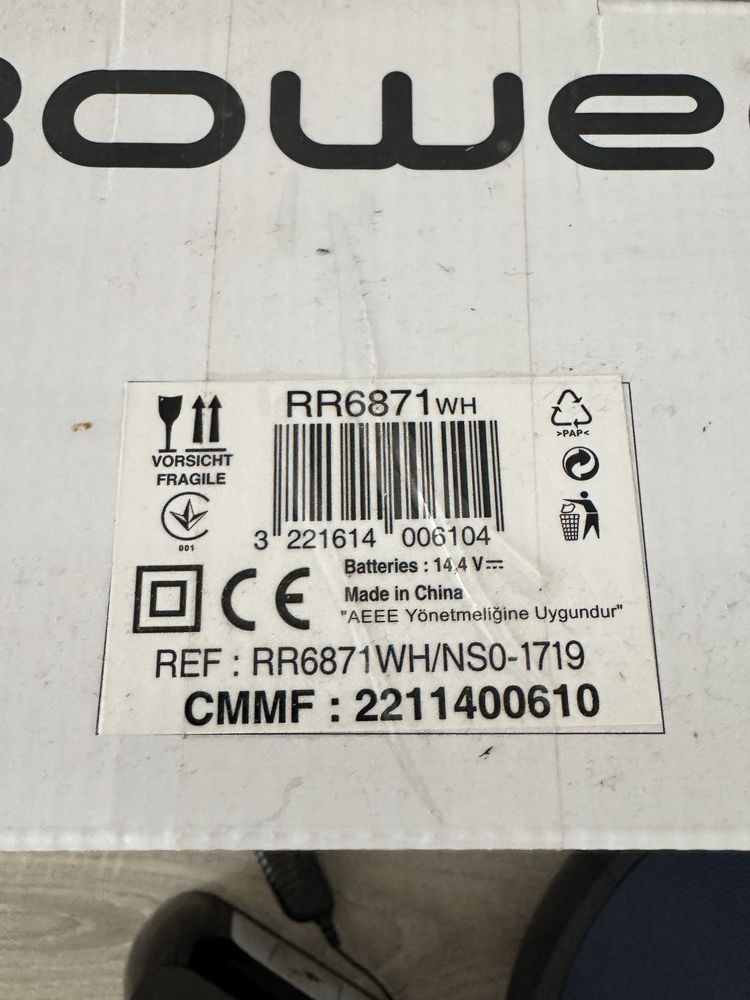 ROWE
RR6871WH
VORSICHT
FRAGILE
>PAP<
001
3 221614 006104
Batteries : 14.4 V
Made in China
"AEEE Yönetmeliğine Uygundur"
CE
REF : RR6871WH/NS0-1719
CMMF : 2211400610